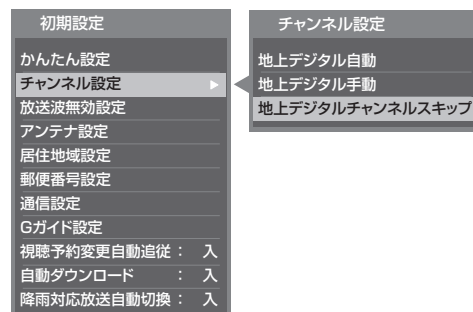 初期設定
かんたん設定
チャンネル設定
放送波無効設定
アンテナ設定
居住地域設定
郵便番号設定
通信設定
Gガイド設定
視聴予約変更自動追従： 入
自動ダウンロード ： 入
降雨対応放送自動切換： 入
チャンネル設定
地上デジタル自動
地上デジタル手動
地上デジタルチャンネルスキップ